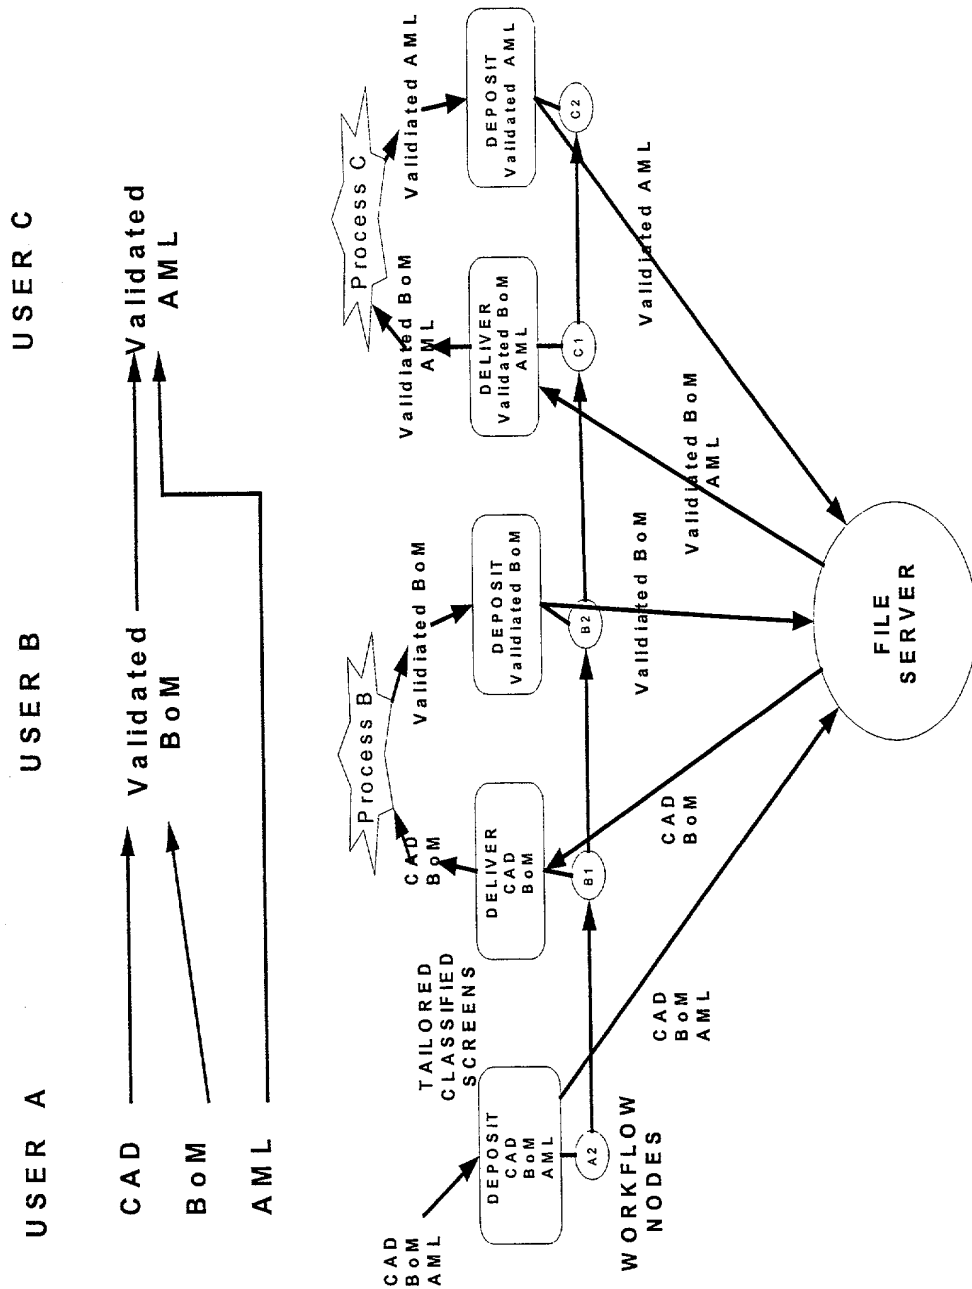 USER A
USER B
USER C
CAD
BoM
AML
Validated
BoM
Validated
AML
CAD
BoM
AML
TAILORED
CLASSIFIED
SCREENS
DEPOSIT
CAD
BoM
AML
A2
WORKFLOW
NODES
CAD
BoM
AML
CAD
BoM
Process B
Validiated BoM
DELIVER
CAD
BoM
B1
CAD
BoM
DEPOSIT
Validiated BoM
B2
Validiated BoM
Validiated BoM
AML
Process C
Validiated AML
DELIVER
Validiated BoM
AML
C1
Validiated BoM
AML
DEPOSIT
Validiated AML
C2
Validiated AML
FILE
SERVER